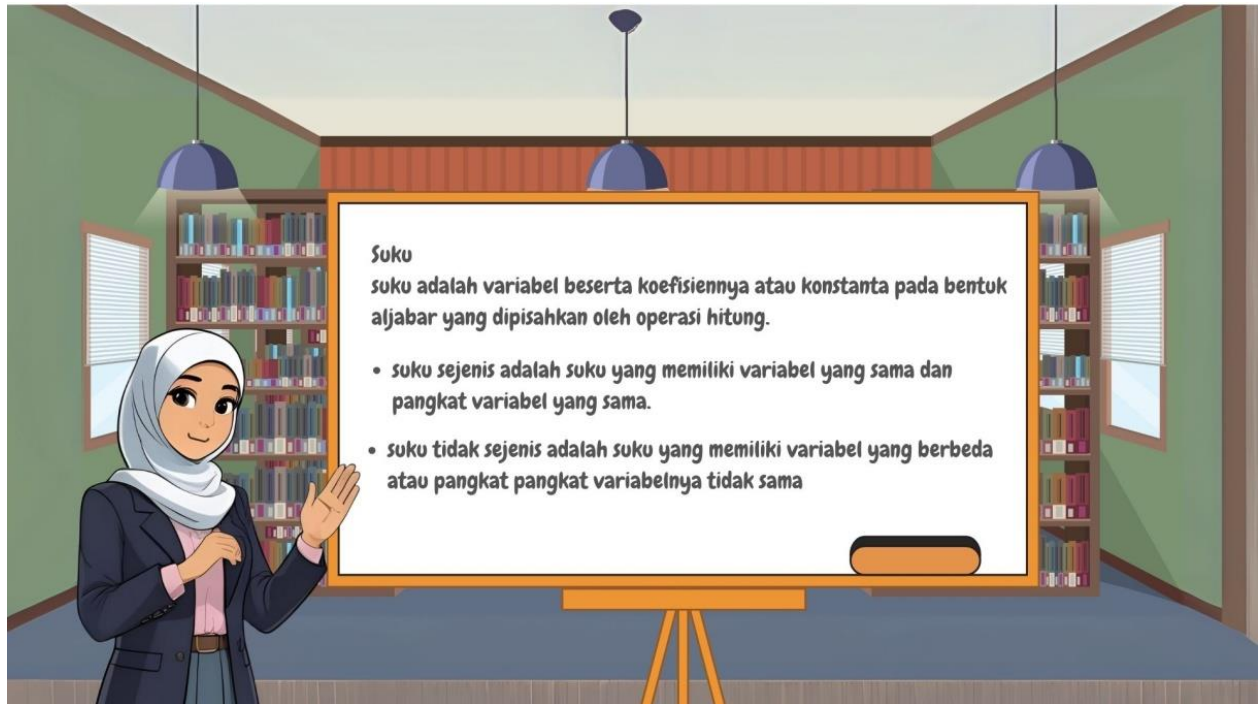 Suku
suku adalah variabel beserta koefisiennya atau konstanta pada bentuk
aljabar yang dipisahkan oleh operasi hitung.
• suku sejenis adalah suku yang memiliki variabel yang sama dan
pangkat variabel yang sama.
• suku tidak sejenis adalah suku yang memiliki variabel yang berbeda
atau pangkat pangkat variabelnya tidak sama